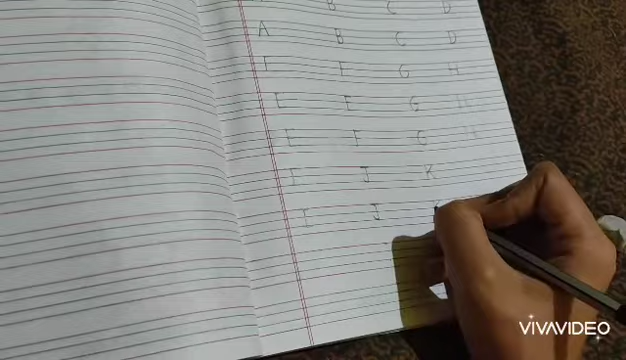 B C D
A B C D
E F G H
E F G H
E F G H
I J K
I J
VIVAVIDEO